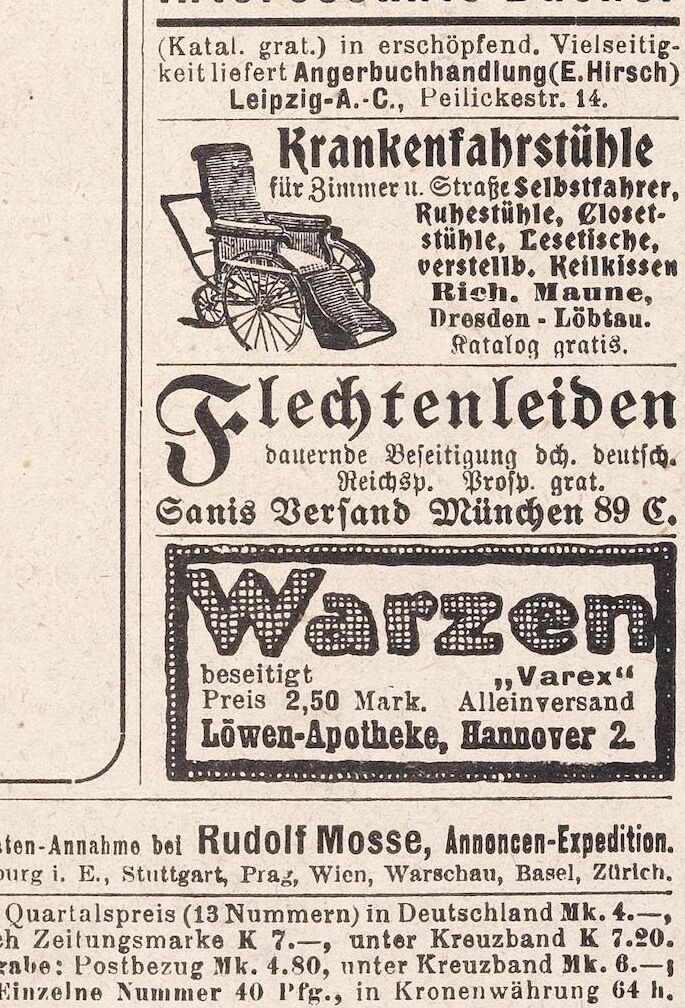 (Katal. grat.) in erschöpfend. Vielseitig-
keit liefert Angerbuchhandlung (E. Hirsch)
Leipzig-A.-C., Peilickestr. 14.
Krankenfahrstühle
für Zimmer u. Straße Selbstfahrer,
Ruhestühle, Closet-
stühle, Lesetische,
verstellb. Keilkissen
Rich. Maune,
Dresden - Löbtau.
Katalog gratis.
Flechtenleiden
dauernde Beseitigung dch. deutsch.
Reichsp. Prosp. grat.
Sanis Versand München 89 C.
Warzen
beseitigt „Varex“
Preis 2,50 Mark. Alleinversand
Löwen-Apotheke, Hannover 2.
Annahme bei Rudolf Mosse, Annoncen-Expedition.
i. E., Stuttgart, Prag, Wien, Warschau, Basel, Zürich.
Quartalspreis (13 Nummern) in Deutschland Mk. 4.—,
Zeitungsmarke K 7.—, unter Kreuzband K 7.20.
Postbezug Mk. 4.80, unter Kreuzband Mk. 6.—;
Einzelne Nummer 40 Pfg., in Kronenwährung 64 h.